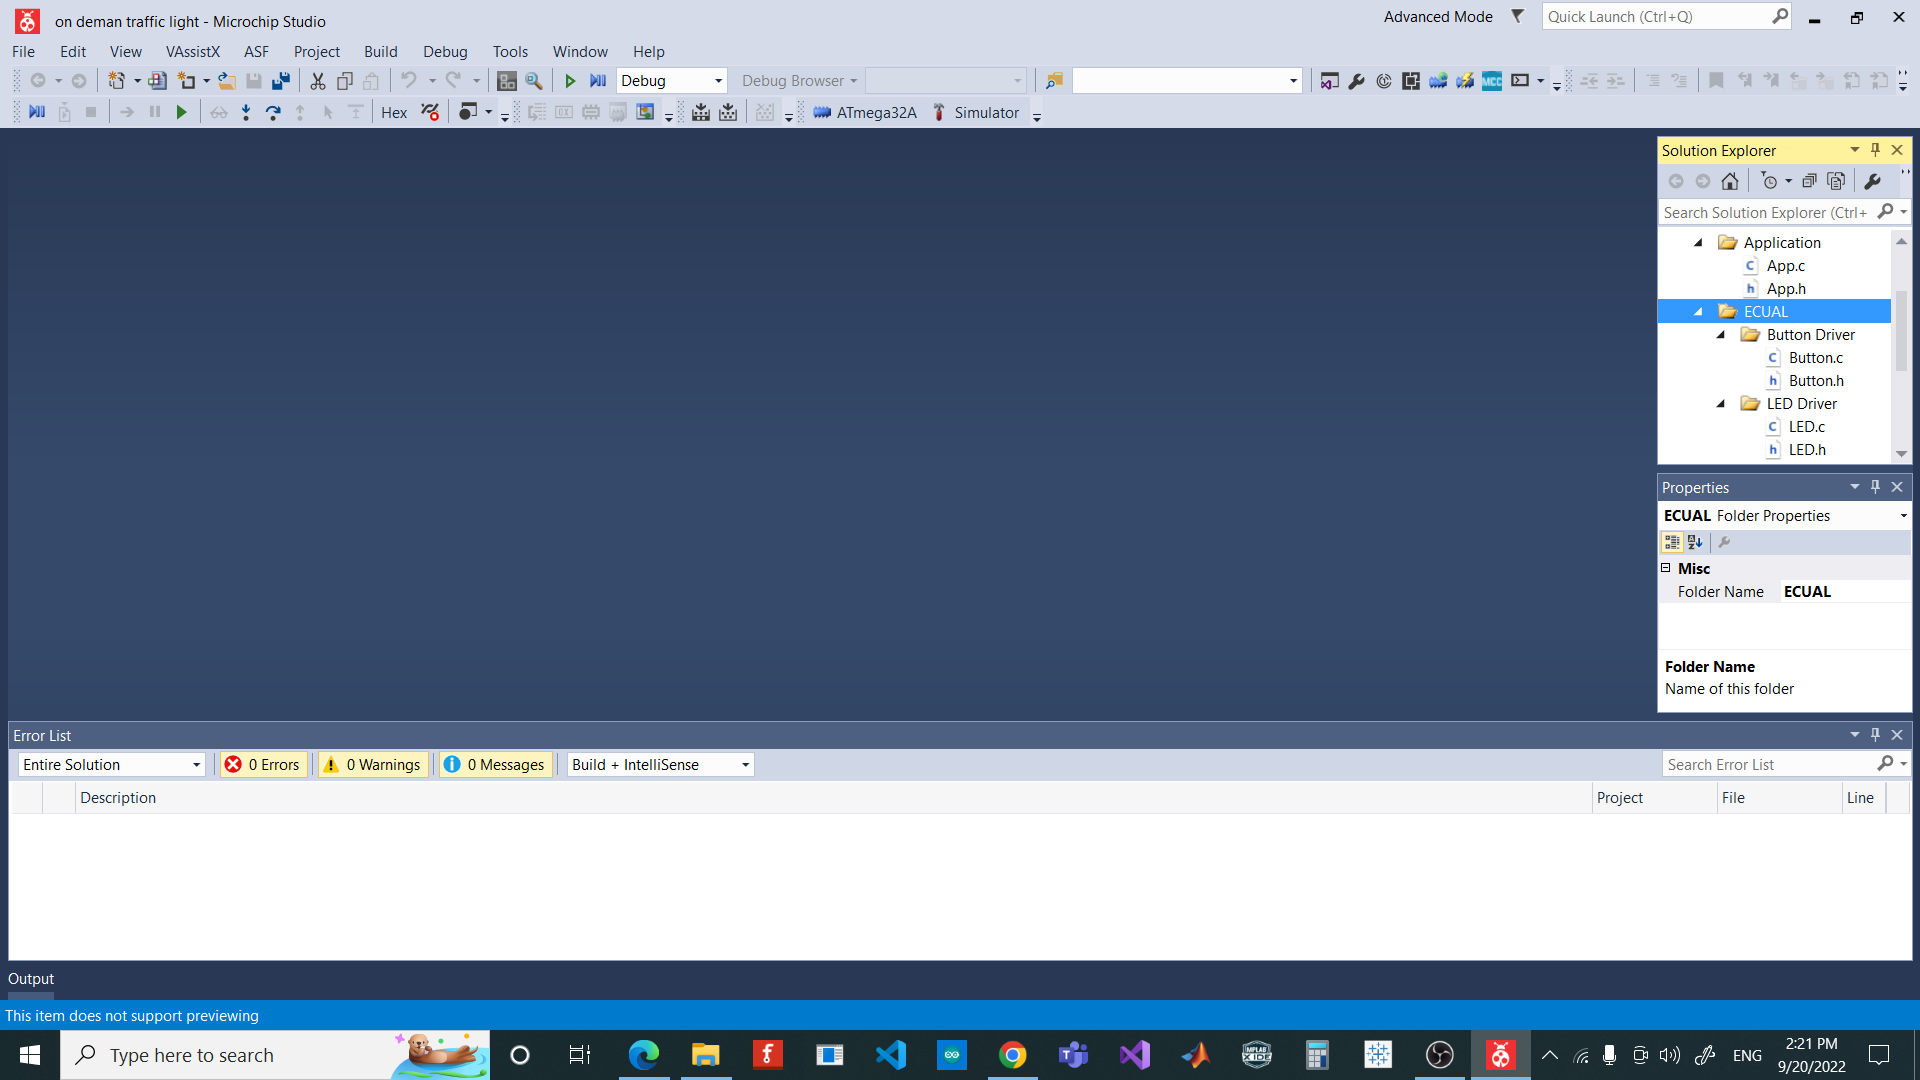 on deman traffic light - Microchip Studio
Advanced Mode
Quick Launch (Ctrl+Q)
File Edit View VAssistX ASF Project Build Debug Tools Window Help
Debug Debug Browser
MCC
Hex ATmega32A Simulator
Solution Explorer
Search Solution Explorer (Ctrl+
Application
App.c
App.h
ECUAL
Button Driver
Button.c
Button.h
LED Driver
LED.c
LED.h
Properties
ECUAL Folder Properties
Misc
Folder Name ECUAL
Folder Name
Name of this folder
Error List
Entire Solution 0 Errors 0 Warnings 0 Messages Build + IntelliSense Search Error List
Description Project File Line
Output
This item does not support previewing
Type here to search
ENG
2:21 PM
9/20/2022